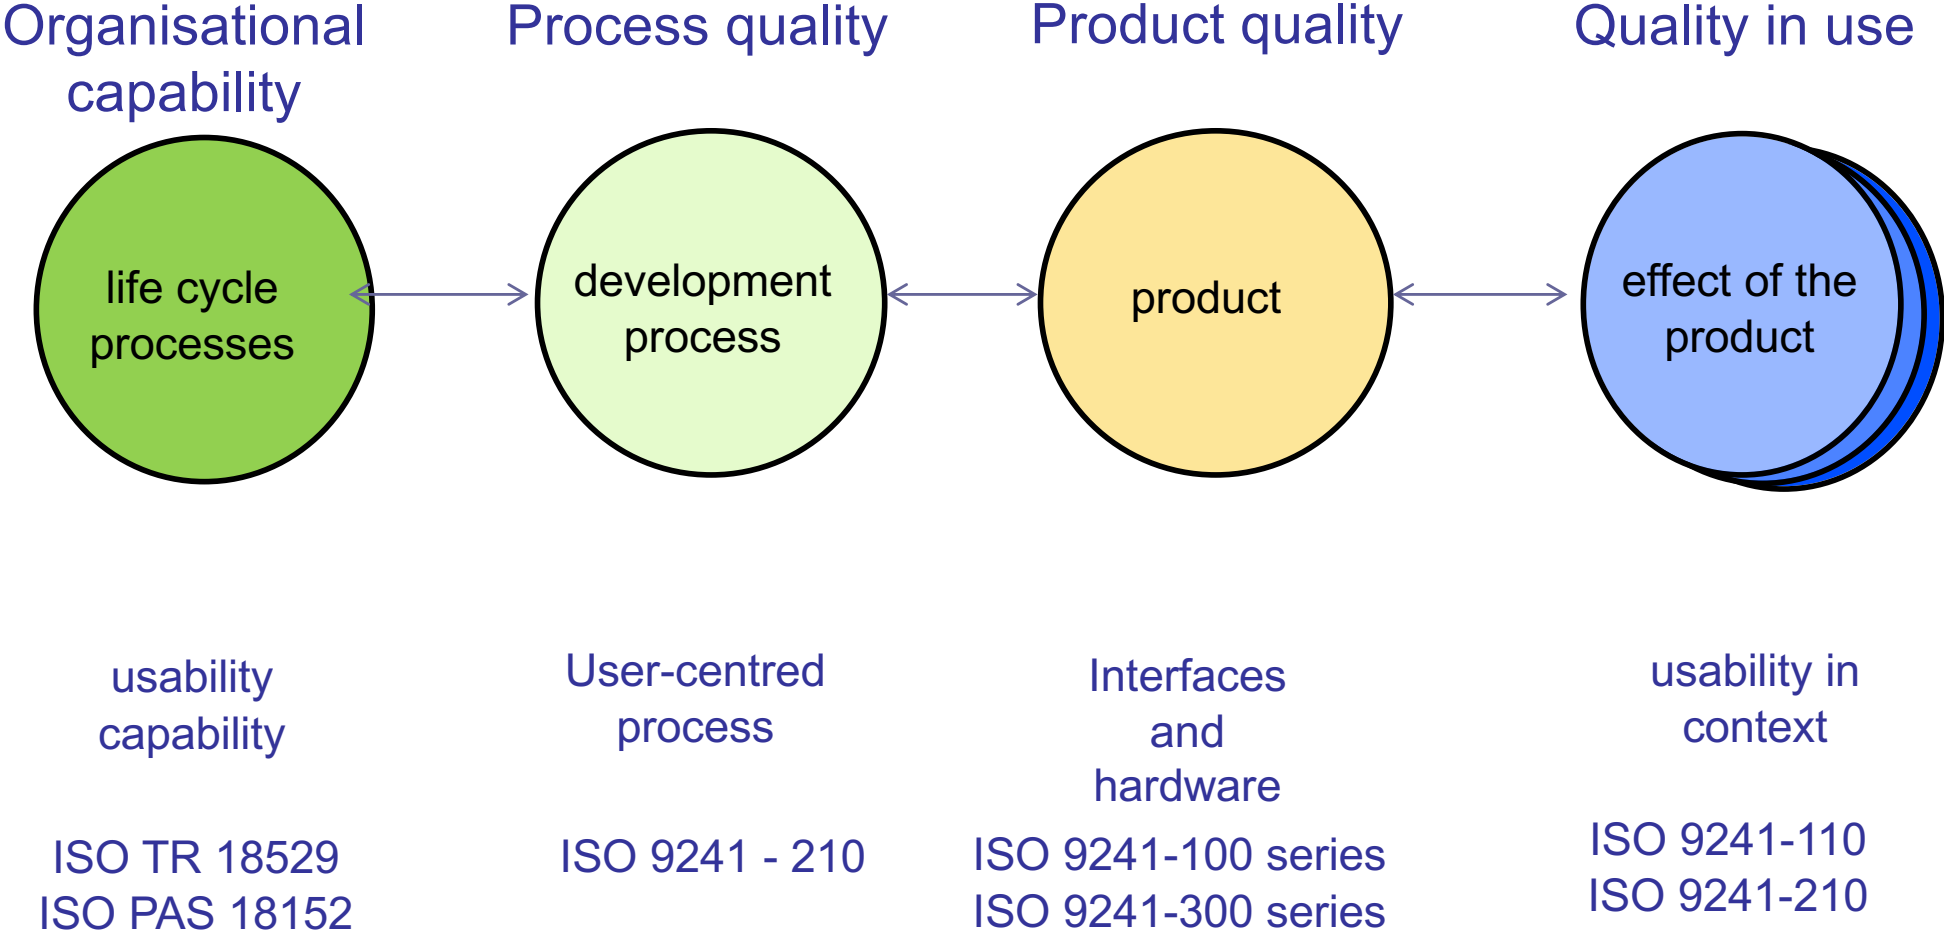 Organisational
capability
Process quality
Product quality
Quality in use
life cycle
processes
development
process
product
effect of the
product
usability
capability
User-centred
process
Interfaces
and
hardware
usability in
context
ISO TR 18529
ISO PAS 18152
ISO 9241 - 210
ISO 9241-100 series
ISO 9241-300 series
ISO 9241-110
ISO 9241-210